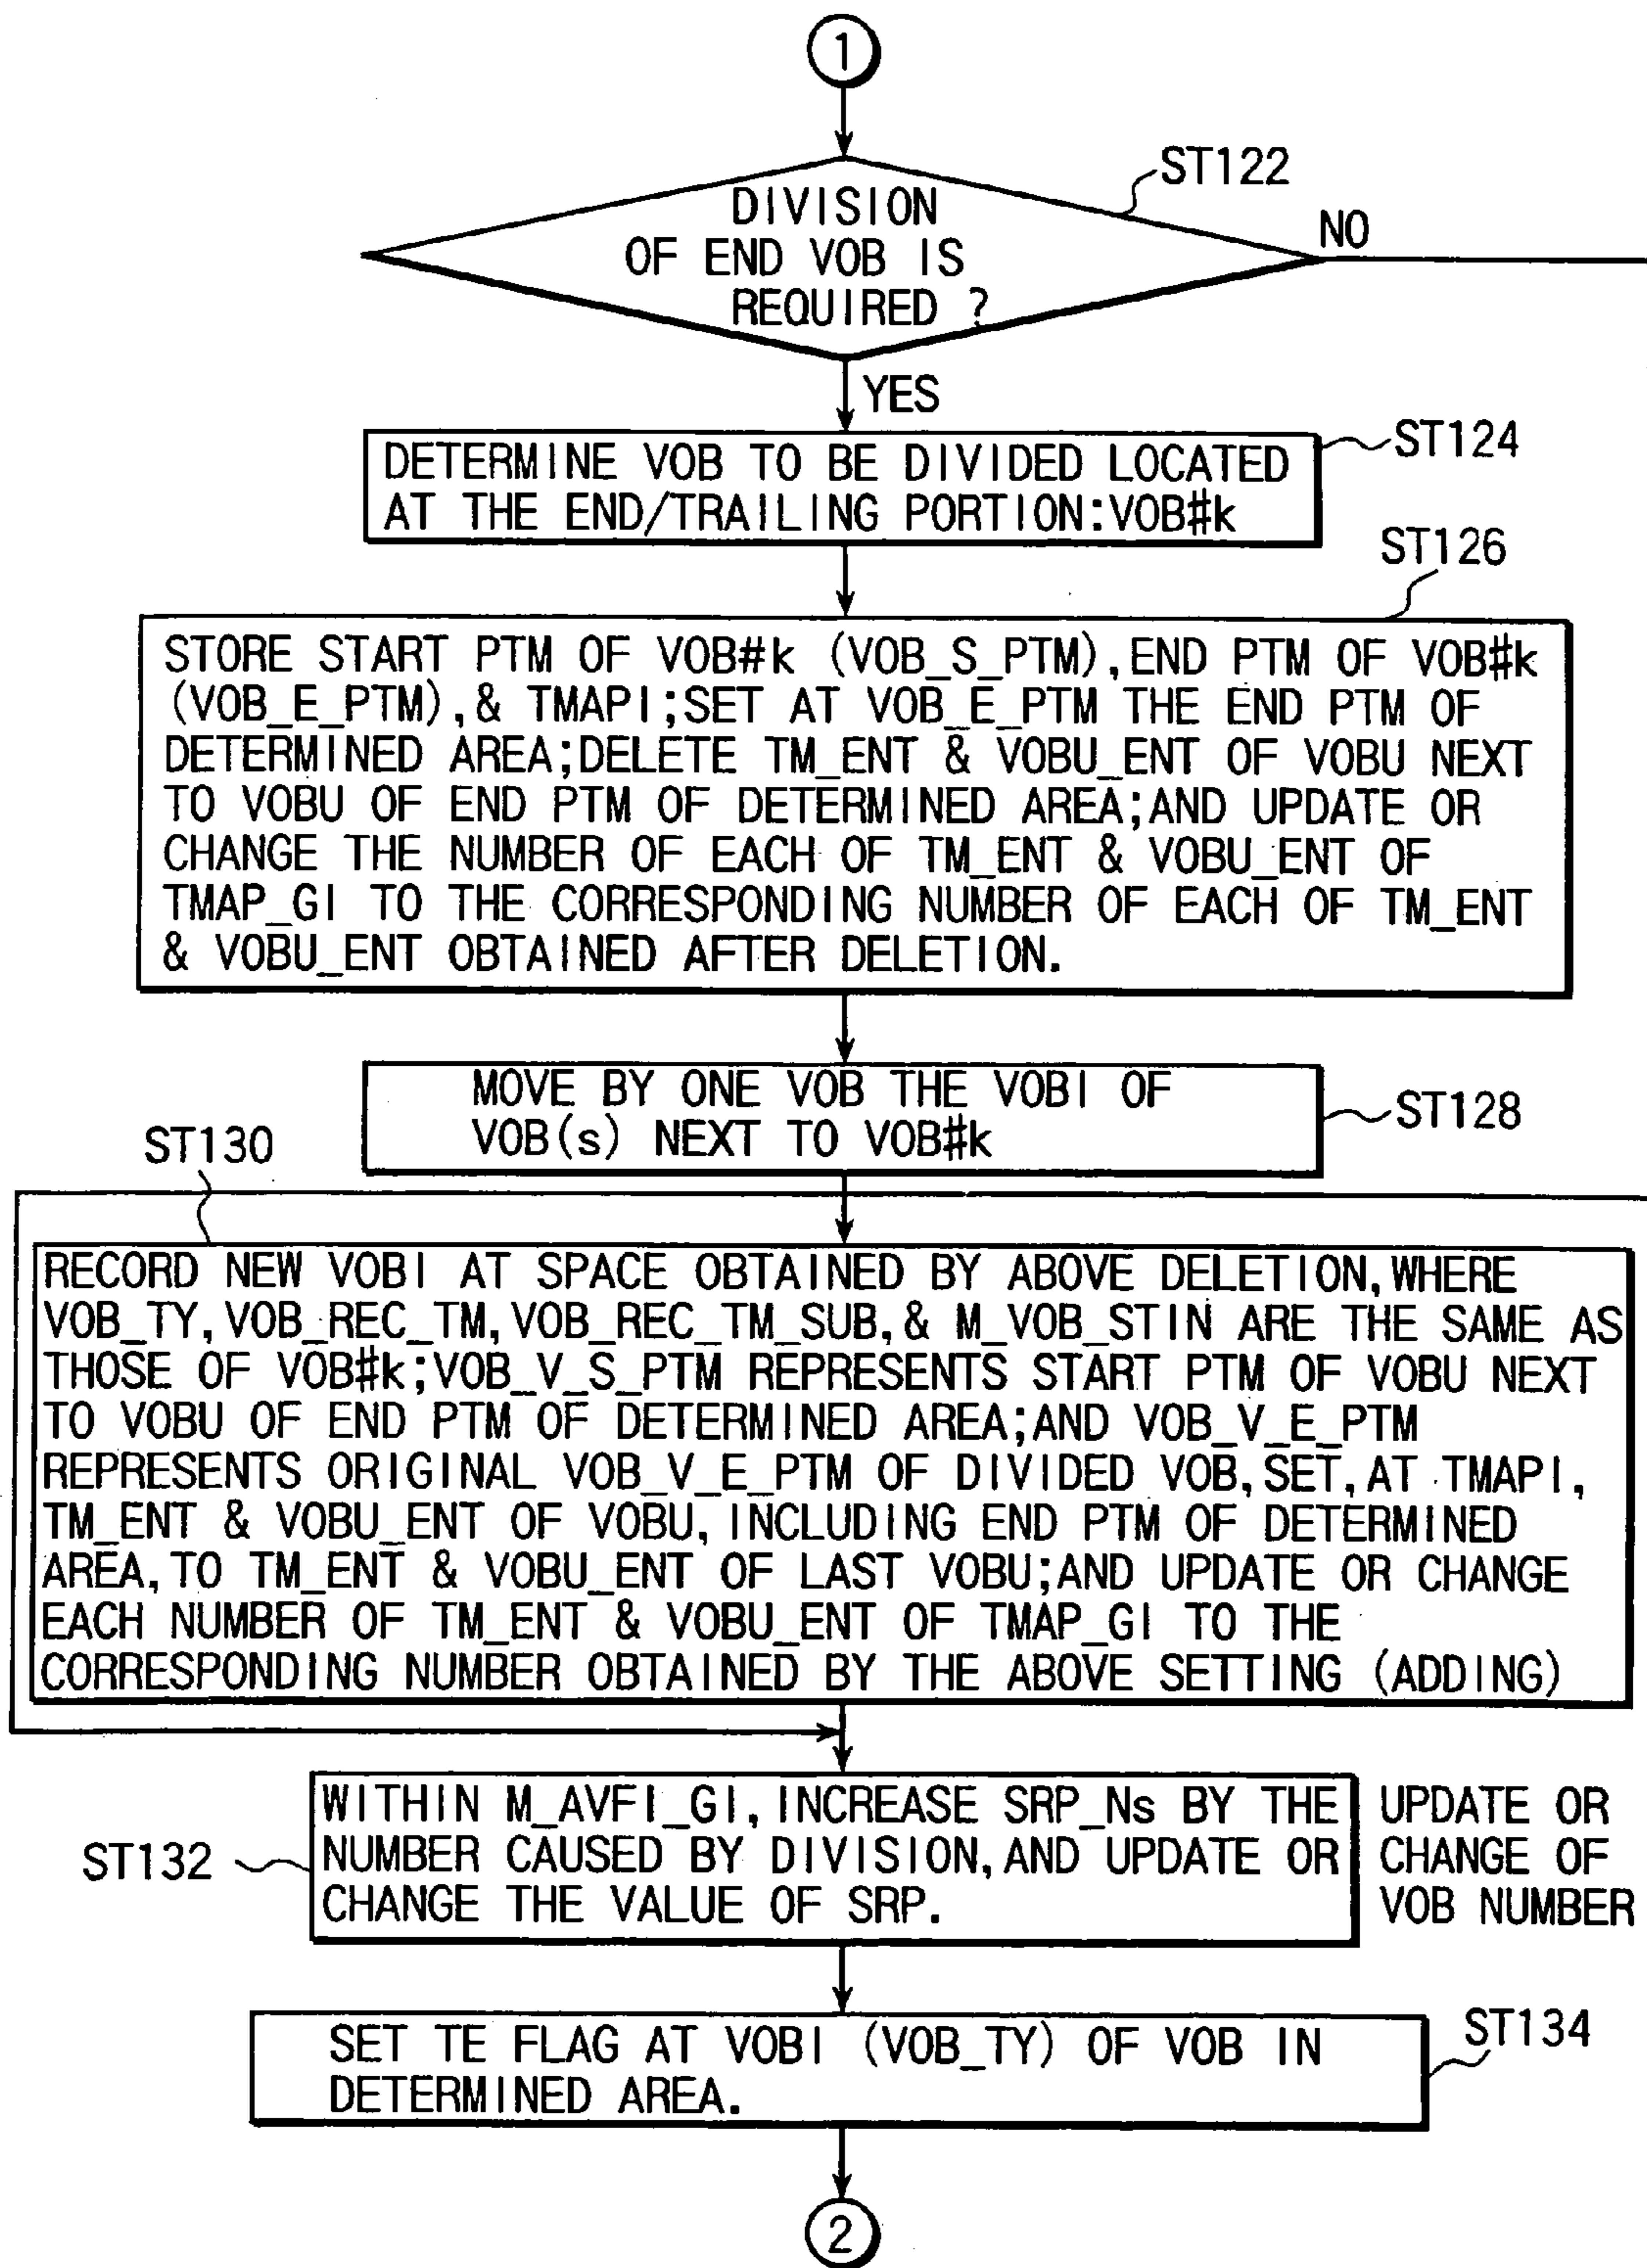 1
ST122
DIVISION
OF END VOB IS
REQUIRED ?
NO
YES
ST124
DETERMINE VOB TO BE DIVIDED LOCATED
AT THE END/TRAILING PORTION:VOB#k
ST126
STORE START PTM OF VOB#k (VOB_S_PTM),END PTM OF VOB#k
(VOB_E_PTM),& TMAPI;SET AT VOB_E_PTM THE END PTM OF
DETERMINED AREA;DELETE TM_ENT & VOBU_ENT OF VOBU NEXT
TO VOBU OF END PTM OF DETERMINED AREA;AND UPDATE OR
CHANGE THE NUMBER OF EACH OF TM_ENT & VOBU_ENT OF
TMAP_GI TO THE CORRESPONDING NUMBER OF EACH OF TM_ENT
& VOBU_ENT OBTAINED AFTER DELETION.
MOVE BY ONE VOB THE VOBI OF
VOB(s) NEXT TO VOB#k
ST128
ST130
RECORD NEW VOBI AT SPACE OBTAINED BY ABOVE DELETION,WHERE
VOB_TY,VOB_REC_TM,VOB_REC_TM_SUB,& M_VOB_STIN ARE THE SAME AS
THOSE OF VOB#k;VOB_V_S_PTM REPRESENTS START PTM OF VOBU NEXT
TO VOBU OF END PTM OF DETERMINED AREA;AND VOB_V_E_PTM
REPRESENTS ORIGINAL VOB_V_E_PTM OF DIVIDED VOB,SET,AT TMAPI,
TM_ENT & VOBU_ENT OF VOBU,INCLUDING END PTM OF DETERMINED
AREA,TO TM_ENT & VOBU_ENT OF LAST VOBU;AND UPDATE OR CHANGE
EACH NUMBER OF TM_ENT & VOBU_ENT OF TMAP_GI TO THE
CORRESPONDING NUMBER OBTAINED BY THE ABOVE SETTING (ADDING)
ST132
WITHIN M_AVFI_GI,INCREASE SRP_Ns BY THE
NUMBER CAUSED BY DIVISION,AND UPDATE OR
CHANGE THE VALUE OF SRP.
UPDATE OR
CHANGE OF
VOB NUMBER
SET TE FLAG AT VOBI (VOB_TY) OF VOB IN
DETERMINED AREA.
ST134
2